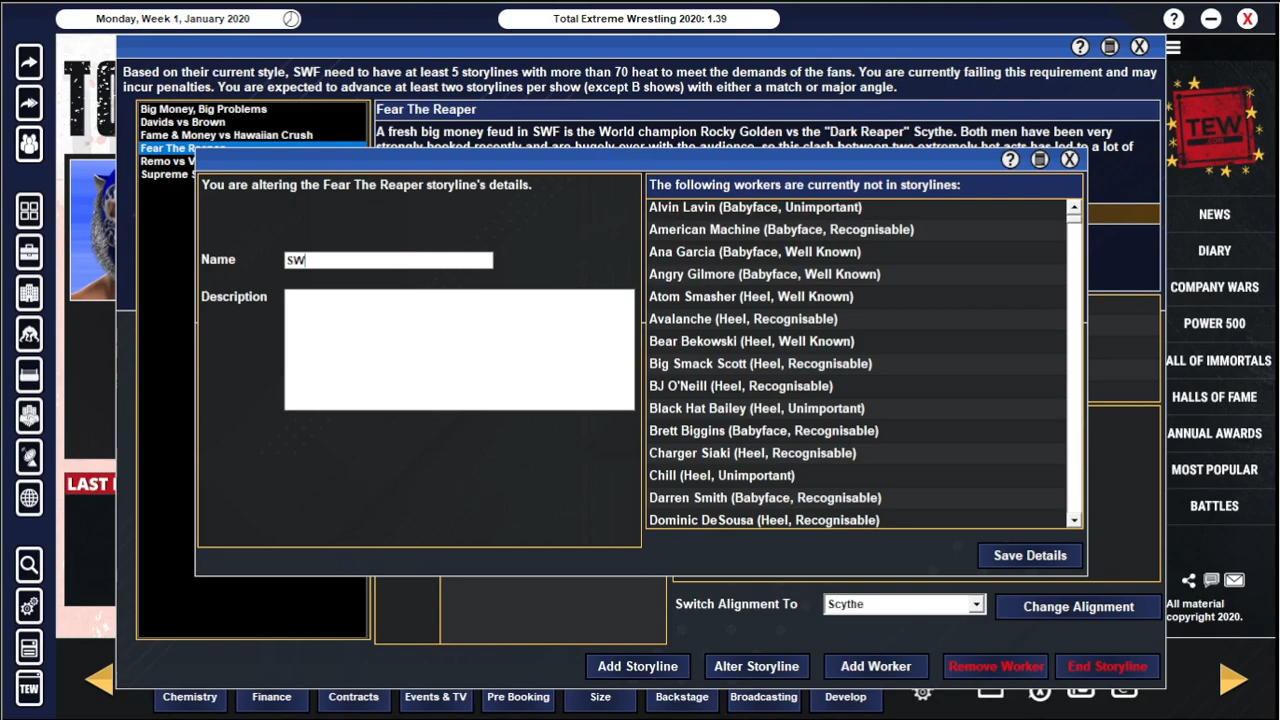 Monday, Week 1, January 2020
Total Extreme Wrestling 2020: 1.39
Based on their current style, SWF need to have at least 5 storylines with more than 70 heat to meet the demands of the fans. You are currently failing this requirement and may
incur penalties. You are expected to advance at least two storylines per show (except B shows) with either a match or major angle.
Big Money, Big Problems
Davids vs Brown
Fame & Money vs Hawaiian Crush
Fear The Reaper
Remo vs V
Supreme S
Fear The Reaper
A fresh big money feud in SWF is the World champion Rocky Golden vs the "Dark Reaper" Scythe. Both men have been very
You are altering the Fear The Reaper storyline's details.
Name
SW
Description
The following workers are currently not in storylines:
Alvin Lavin (Babyface, Unimportant)
American Machine (Babyface, Recognisable)
Ana Garcia (Babyface, Well Known)
Angry Gilmore (Babyface, Well Known)
Atom Smasher (Heel, Well Known)
Avalanche (Heel, Recognisable)
Bear Bekowski (Heel, Well Known)
Big Smack Scott (Heel, Recognisable)
BJ O'Neill (Heel, Recognisable)
Black Hat Bailey (Heel, Unimportant)
Brett Biggins (Babyface, Recognisable)
Charger Siaki (Heel, Recognisable)
Chill (Heel, Unimportant)
Darren Smith (Babyface, Recognisable)
Dominic DeSousa (Heel, Recognisable)
Save Details
Switch Alignment To
Scythe
Change Alignment
Add Storyline
Alter Storyline
Add Worker
Remove Worker
End Storyline
LAST
TEW
TEW
.COM
NEWS
DIARY
COMPANY WARS
POWER 500
ALL OF IMMORTALS
HALLS OF FAME
ANNUAL AWARDS
MOST POPULAR
BATTLES
All material
copyright 2020.
Chemistry
Finance
Contracts
Events & TV
Pre Booking
Size
Backstage
Broadcasting
Develop